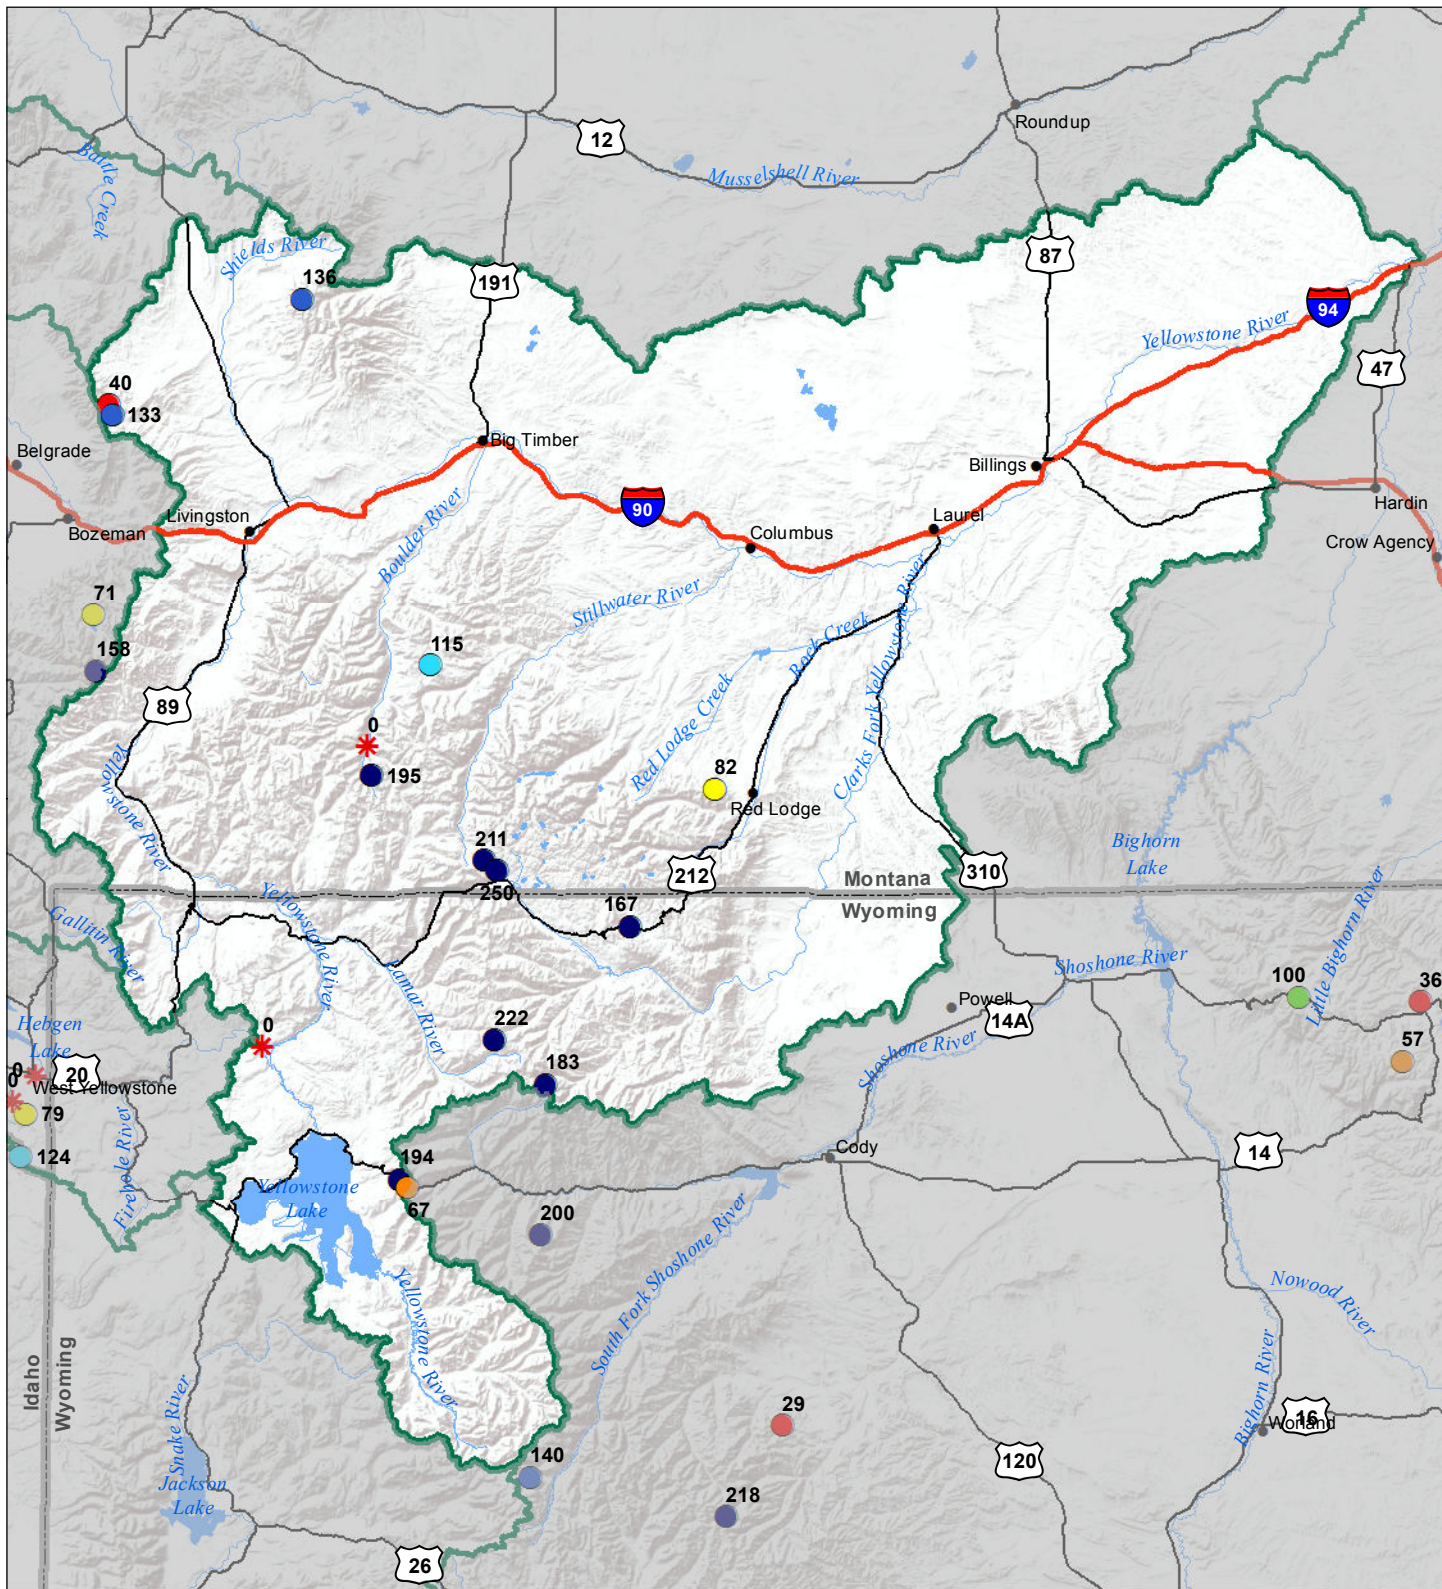 Roundup
12
Battle Creek
Musselshell River
Shields River
87
136
191
94
Yellowstone River
47
40
133
Belgrade
Big Timber
Billings
Livingston
90
Hardin
Bozeman
Laurel
Columbus
Crow Agency
Boulder River
Stillwater River
71
158
115
Rock Creek
Clarks Fork Yellowstone River
89
Red Lodge Creek
0
195
82
Red Lodge
Yellowstone River
211
250
212
310
Bighorn
Lake
Montana
Wyoming
167
Gallitin River
Yellowstone River
Lamar River
Shoshone River
Little Bighorn River
100
36
Powell
14A
Hebgen
Lake
0
222
57
0
20
0
West Yellowstone
183
Shoshone River
79
Firehole River
124
Cody
14
194
67
Yellowstone
Lake
200
South Fork Shoshone River
Yellowstone River
Nowood River
Idaho
Wyoming
Bighorn River
29
16
Worland
Snake River
140
120
Jackson
Lake
218
26